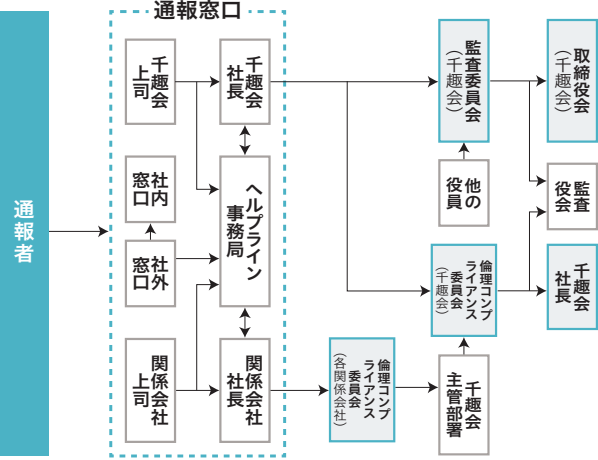 通報窓口
通報者
千趣会
上司
千趣会
社長
社内
窓口
社外
窓口
ヘルプライン
事務局
関係会社
上司
関係会社
社長
監査委員会
(千趣会)
取締役会
(千趣会)
他の
役員
監査
役会
倫理コンプ
ライアンス
委員会
(千趣会)
千趣会
社長
倫理コンプ
ライアンス
委員会
(各関係会社)
千趣会
主管部署